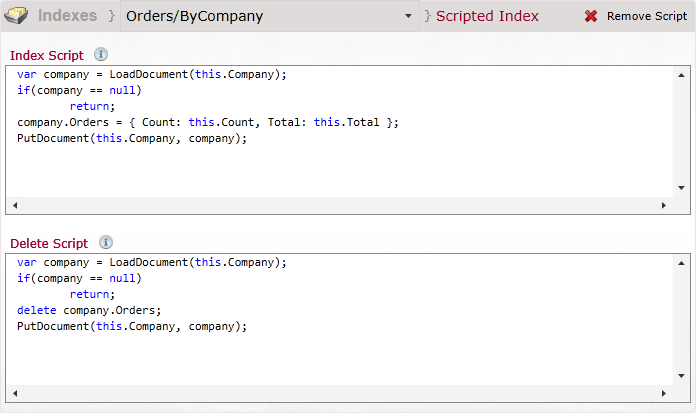 Indexes } Orders/ByCompany } Scripted Index Remove Script
Index Script
var company = LoadDocument(this.Company);
if(company == null)
        return;
company.Orders = { Count: this.Count, Total: this.Total };
PutDocument(this.Company, company);
Delete Script
var company = LoadDocument(this.Company);
if(company == null)
        return;
delete company.Orders;
PutDocument(this.Company, company);